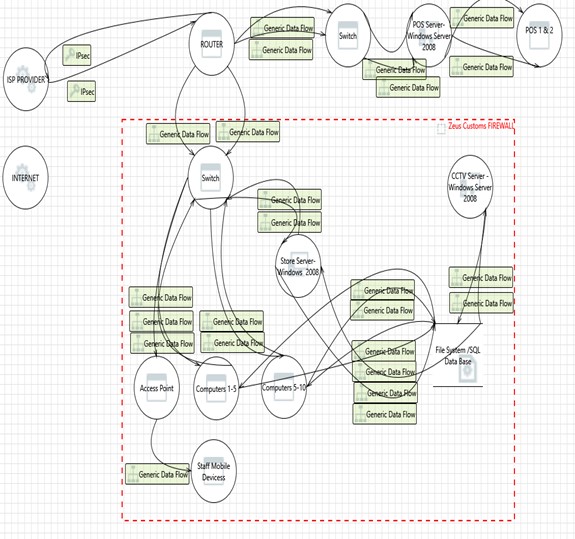 Generic Data Flow
Generic Data Flow
Generic Data Flow
ROUTER
Switch
POS Server-
Windows Server
2008
POS 1 & 2
IPsec
IPsec
ISP PROVIDER
Generic Data Flow
Generic Data Flow
Generic Data Flow
Generic Data Flow
Generic Data Flow
Zeus Customs FIREWALL
INTERNET
Switch
CCTV Server -
Windows Server
2008
Generic Data Flow
Generic Data Flow
Store Server-
Windows 2008
Generic Data Flow
Generic Data Flow
Generic Data Flow
Generic Data Flow
Generic Data Flow
Generic Data Flow
Generic Data Flow
Generic Data Flow
Generic Data Flow
Generic Data Flow
Generic Data Flow
Generic Data Flow
Generic Data Flow
File System /SQL
Data Base
Access Point
Computers 1-5
Computers 5-10
Generic Data Flow
Staff Mobile
Devicess